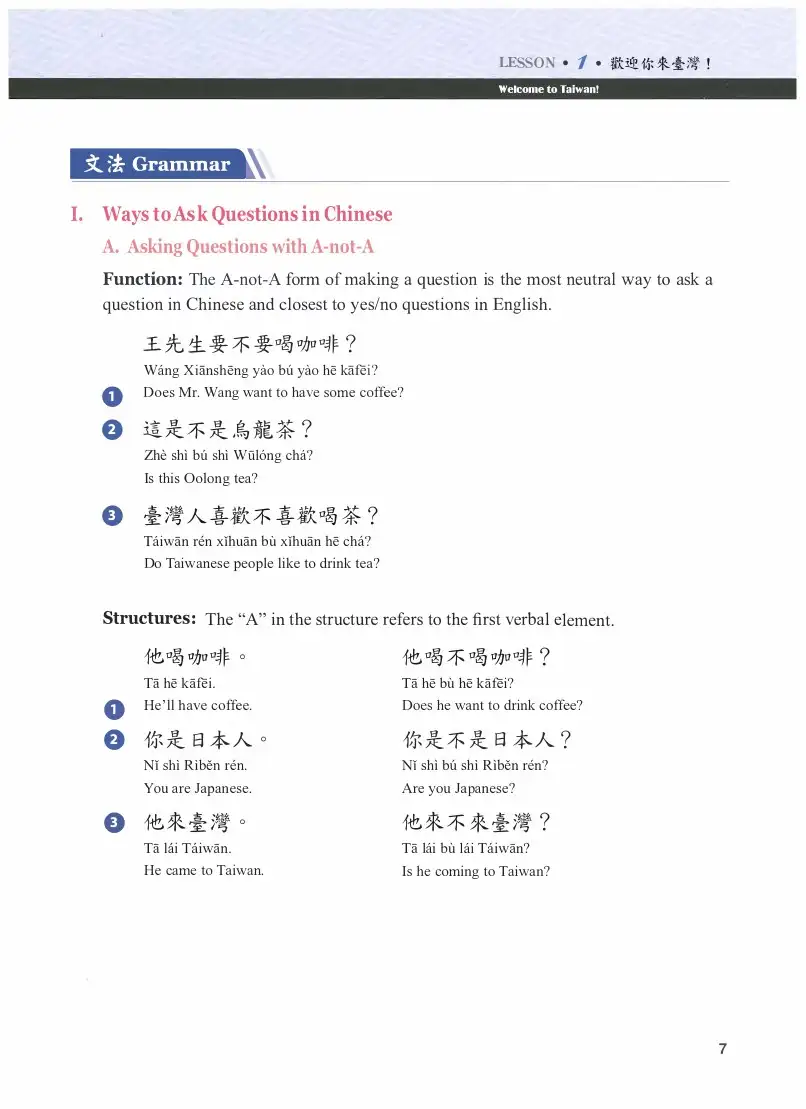 LESSON • 1 • 歡迎你來臺灣！
Welcome to Taiwan!
文法 Grammar
I. Ways to Ask Questions in Chinese
A. Asking Questions with A-not-A
Function: The A-not-A form of making a question is the most neutral way to ask a
question in Chinese and closest to yes/no questions in English.
王先生要不要喝咖啡？
Wáng Xiānshēng yào bú yào hē kāfēi?
1 Does Mr. Wang want to have some coffee?
2 這是不是烏龍茶？
Zhè shì bú shì Wūlóng chá?
Is this Oolong tea?
3 臺灣人喜歡不喜歡喝茶？
Táiwān rén xǐhuān bù xǐhuān hē chá?
Do Taiwanese people like to drink tea?
Structures: The “A” in the structure refers to the first verbal element.
他喝咖啡。 他喝不喝咖啡？
Tā hē kāfēi. Tā hē bù hē kāfēi?
1 He’ll have coffee. Does he want to drink coffee?
2 你是日本人。 你是不是日本人？
Nǐ shì Rìběn rén. Nǐ shì bú shì Rìběn rén?
You are Japanese. Are you Japanese?
3 他來臺灣。 他來不來臺灣？
Tā lái Táiwān. Tā lái bù lái Táiwān?
He came to Taiwan. Is he coming to Taiwan?
7